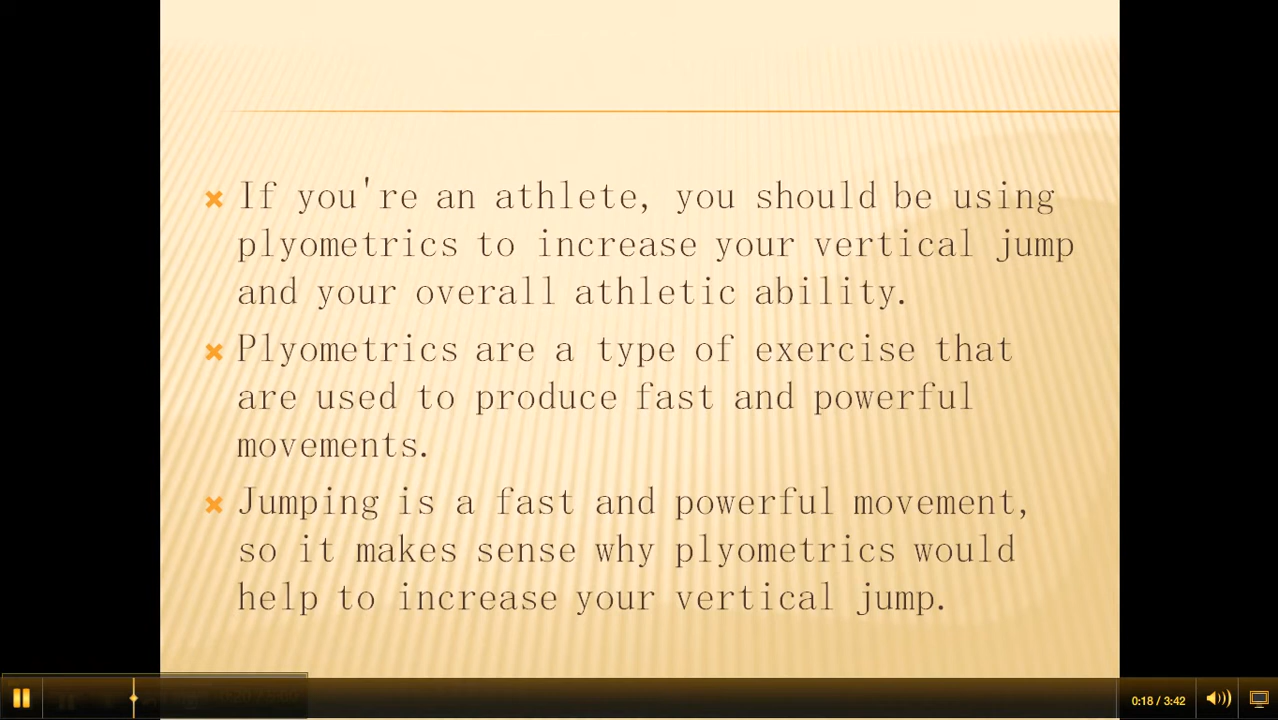 If you're an athlete, you should be using
plyometrics to increase your vertical jump
and your overall athletic ability.
Plyometrics are a type of exercise that
are used to produce fast and powerful
movements.
Jumping is a fast and powerful movement,
so it makes sense why plyometrics would
help to increase your vertical jump.
0:18 / 3:42